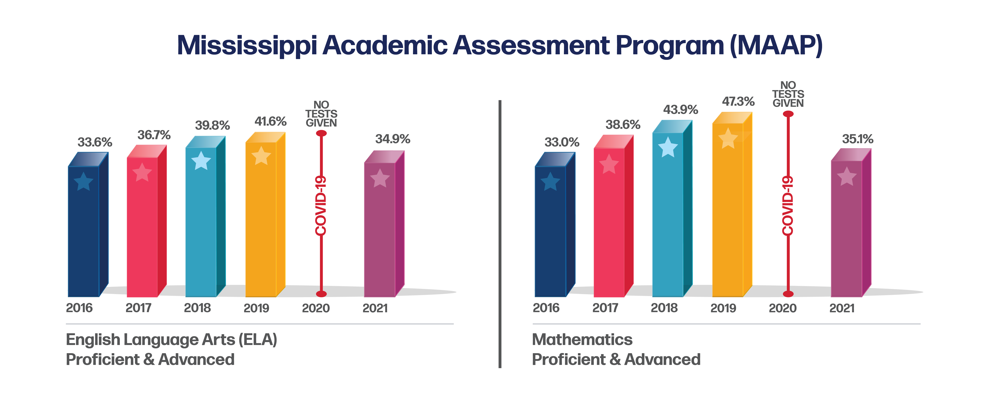 Mississippi Academic Assessment Program (MAAP)
33.6%
36.7%
39.8%
41.6%
NO
TESTS
GIVEN
COVID-19
34.9%
2016
2017
2018
2019
2020
2021
English Language Arts (ELA)
Proficient & Advanced
33.0%
38.6%
43.9%
47.3%
NO
TESTS
GIVEN
COVID-19
35.1%
2016
2017
2018
2019
2020
2021
Mathematics
Proficient & Advanced